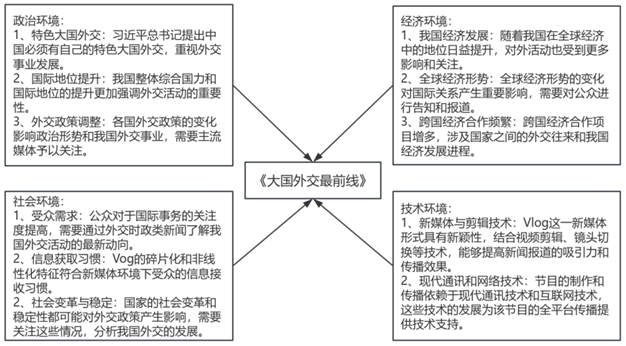 政治环境：
1、特色大国外交：习近平总书记提出中
国必须有自己的特色大国外交，重视外交
事业发展。
2、国际地位提升：我国整体综合国力和
国际地位的提升更加强调外交活动的重要
性。
3、外交政策调整：各国外交政策的变化
影响政治形势和我国外交事业，需要主流
媒体予以关注。
经济环境：
1、我国经济发展：随着我国在全球经济
中的地位日益提升，对外活动也受到更多
影响和关注。
2、全球经济形势：全球经济形势的变化
对国际关系产生重要影响，需要对公众进
行告知和报道。
3、跨国经济合作频繁：跨国经济合作项
目增多，涉及国家之间的外交往来和我国
经济发展进程。
《大国外交最前线》
社会环境：
1、受众需求：公众对于国际事务的关注
度提高，需要通过外交时政类新闻了解我
国外交活动的最新动向。
2、信息获取习惯：Vog的碎片化和非线
性化特征符合新媒体环境下受众的信息接
收习惯。
2、社会变革与稳定：国家的社会变革和
稳定性都可能对外交政策产生影响，需要
关注这些情况，分析我国外交的发展。
技术环境：
1、新媒体与剪辑技术：Vlog这一新媒体
形式具有新颖性，结合视频剪辑、镜头切
换等技术，能够提高新闻报道的吸引力和
传播效果。
2、现代通讯和网络技术：节目的制作和
传播依赖于现代通讯技术和互联网技术，
这些技术的发展为该节目的全平台传播提
供技术支持。